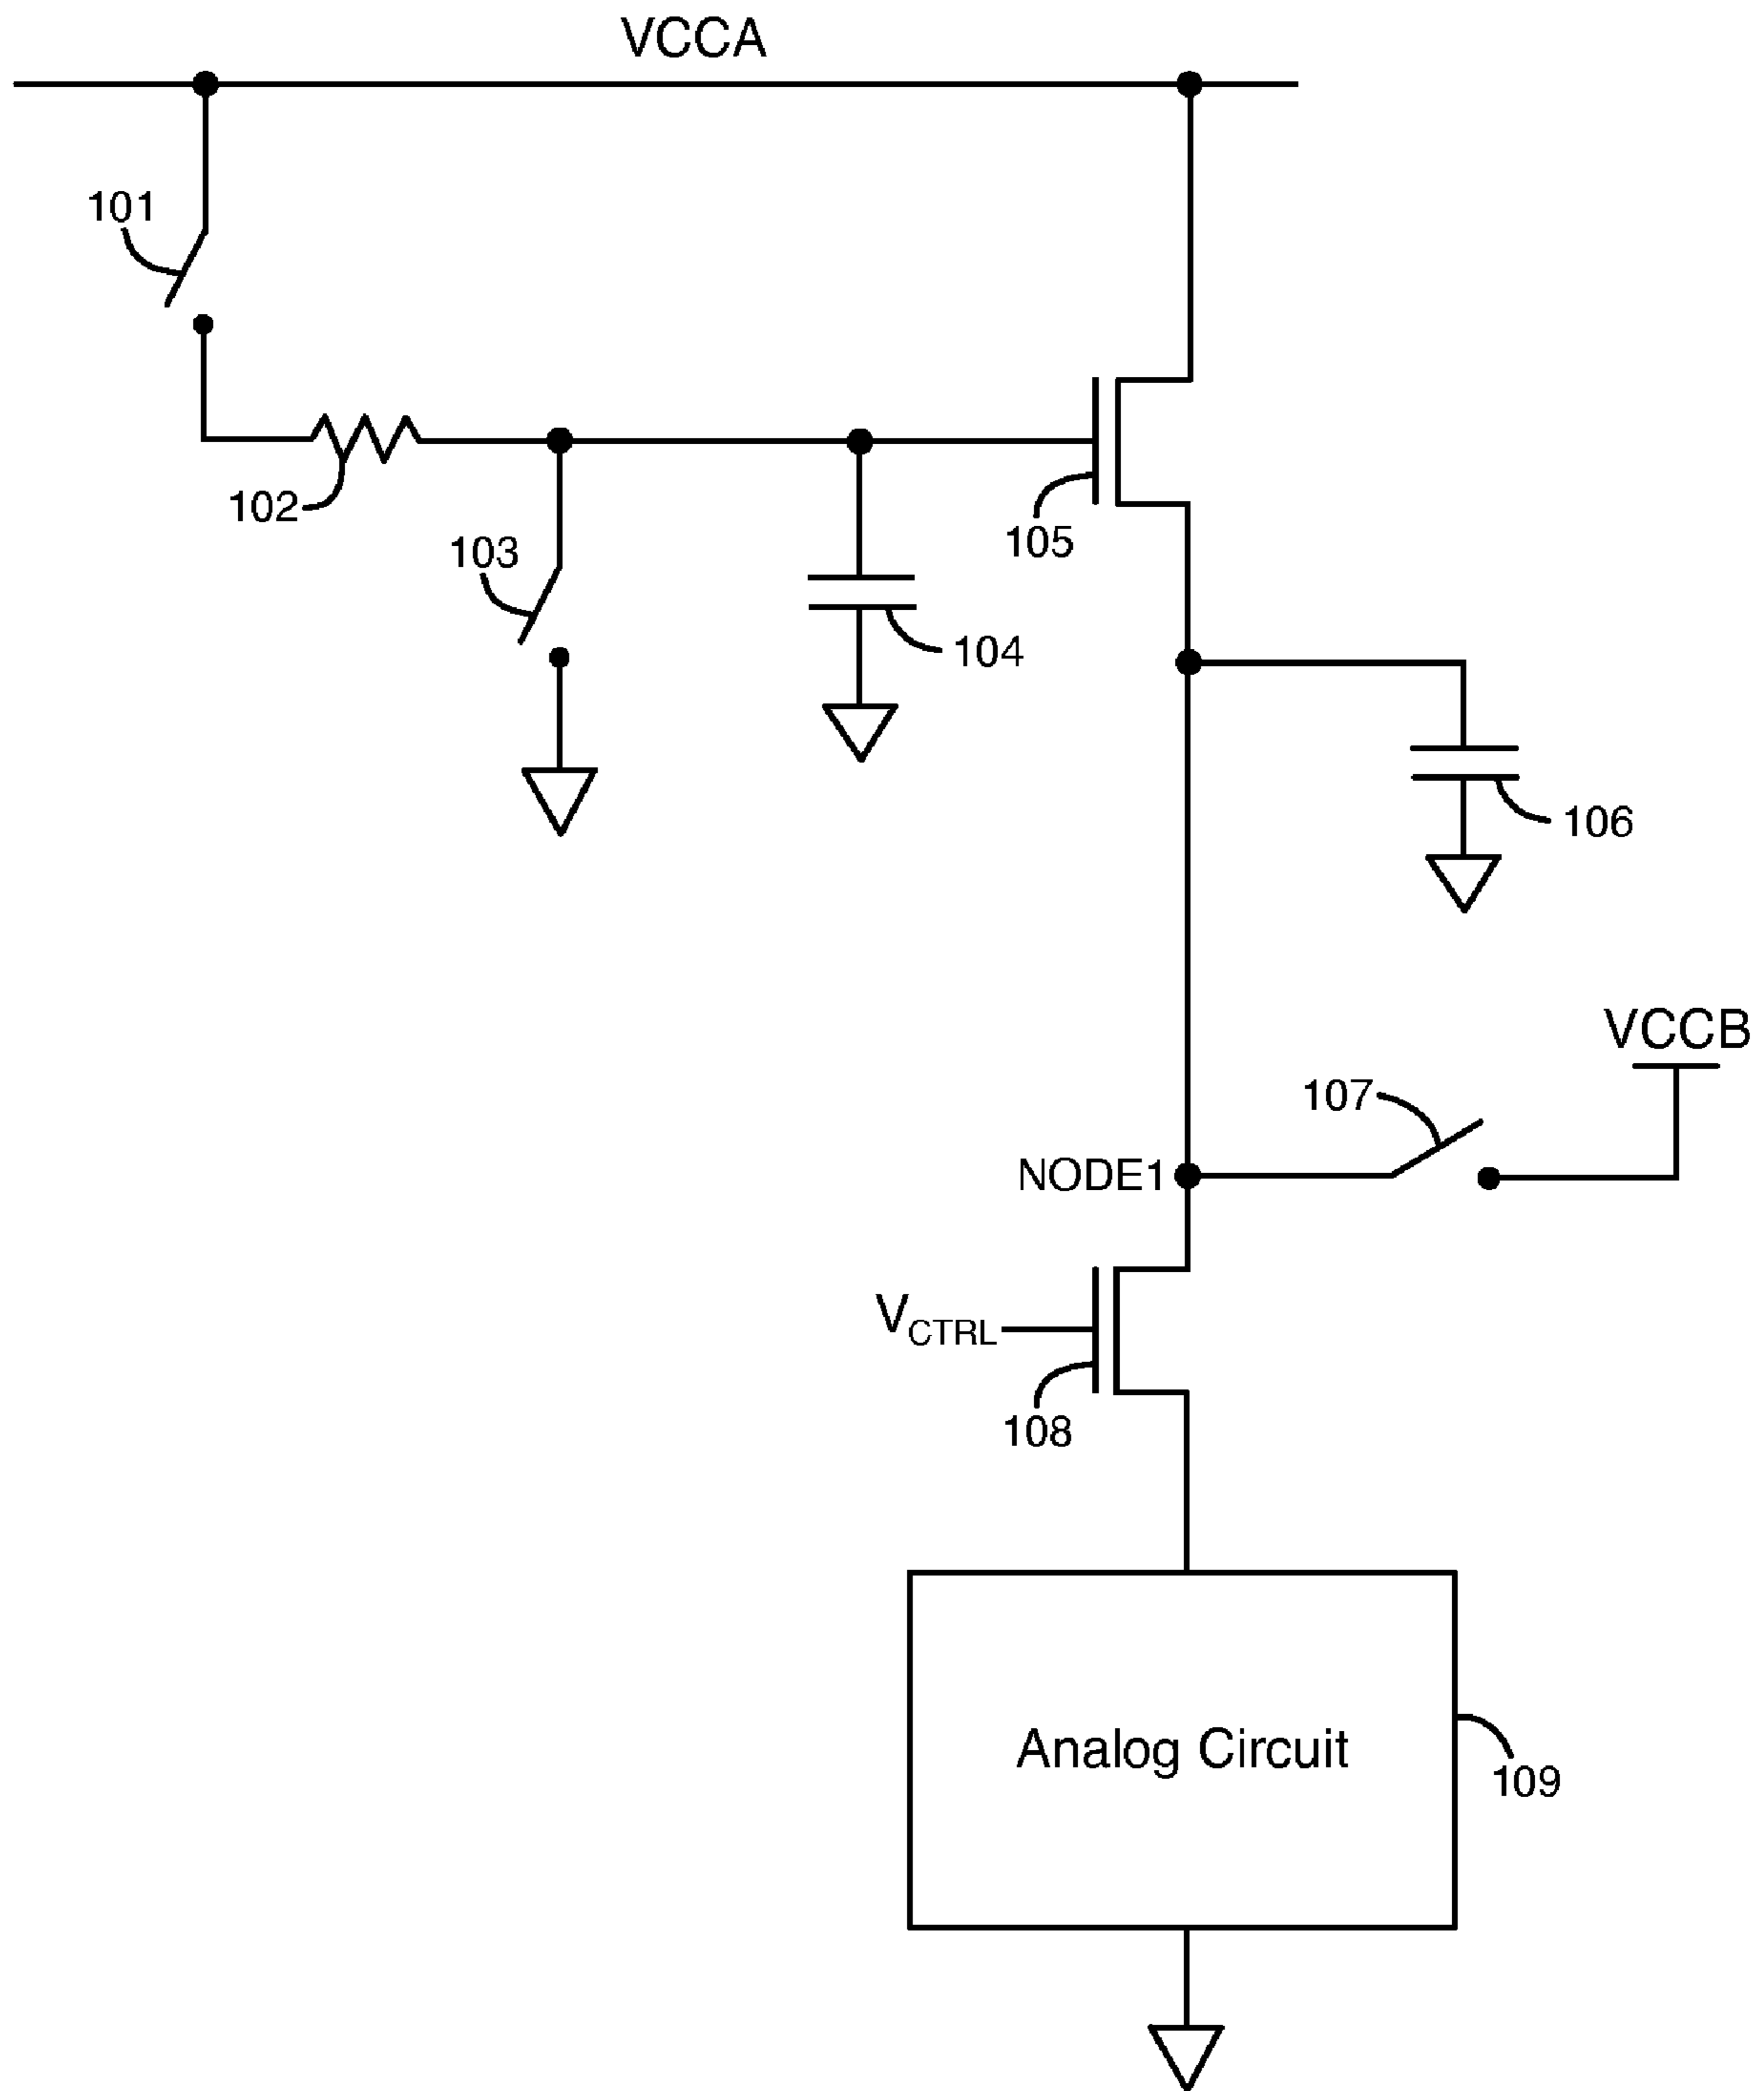 VCCA
101
102
103
105
104
106
VCCB
107
NODE1
VCTRL
108
Analog Circuit
109